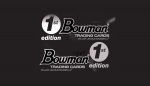 1st
edition
Bowman
TRADING CARDS
Bowman
TRADING CARDS
1st
edition